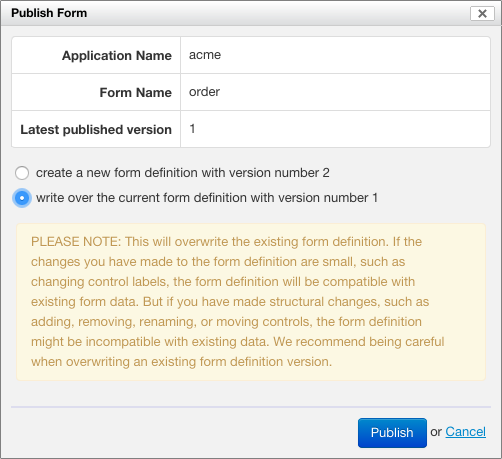 Publish Form
Application Name acme
Form Name order
Latest published version 1
create a new form definition with version number 2
write over the current form definition with version number 1
PLEASE NOTE: This will overwrite the existing form definition. If the
changes you have made to the form definition are small, such as
changing control labels, the form definition will be compatible with
existing form data. But if you have made structural changes, such as
adding, removing, renaming, or moving controls, the form definition
might be incompatible with existing data. We recommend being careful
when overwriting an existing form definition version.
Publish or Cancel